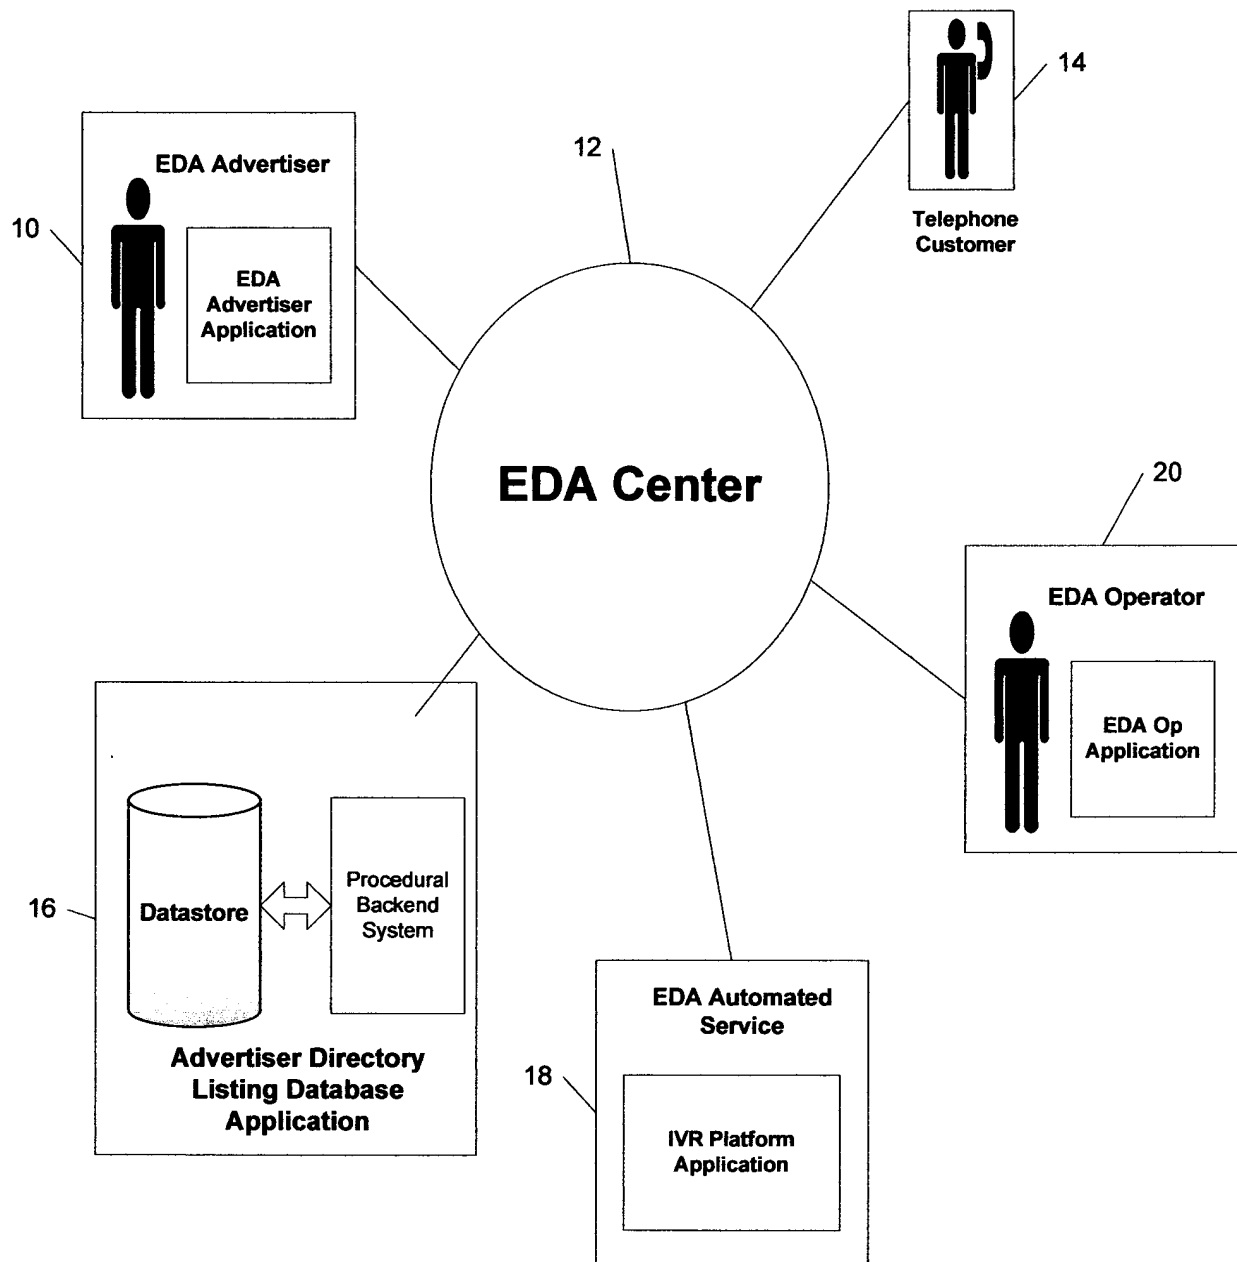 14
12
EDA Advertiser
10
Telephone
Customer
EDA
Advertiser
Application
EDA Center
20
EDA Operator
EDA Op
Application
Procedural
Backend
System
16
Datastore
EDA Automated
Service
Advertiser Directory
Listing Database
Application
18
IVR Platform
Application